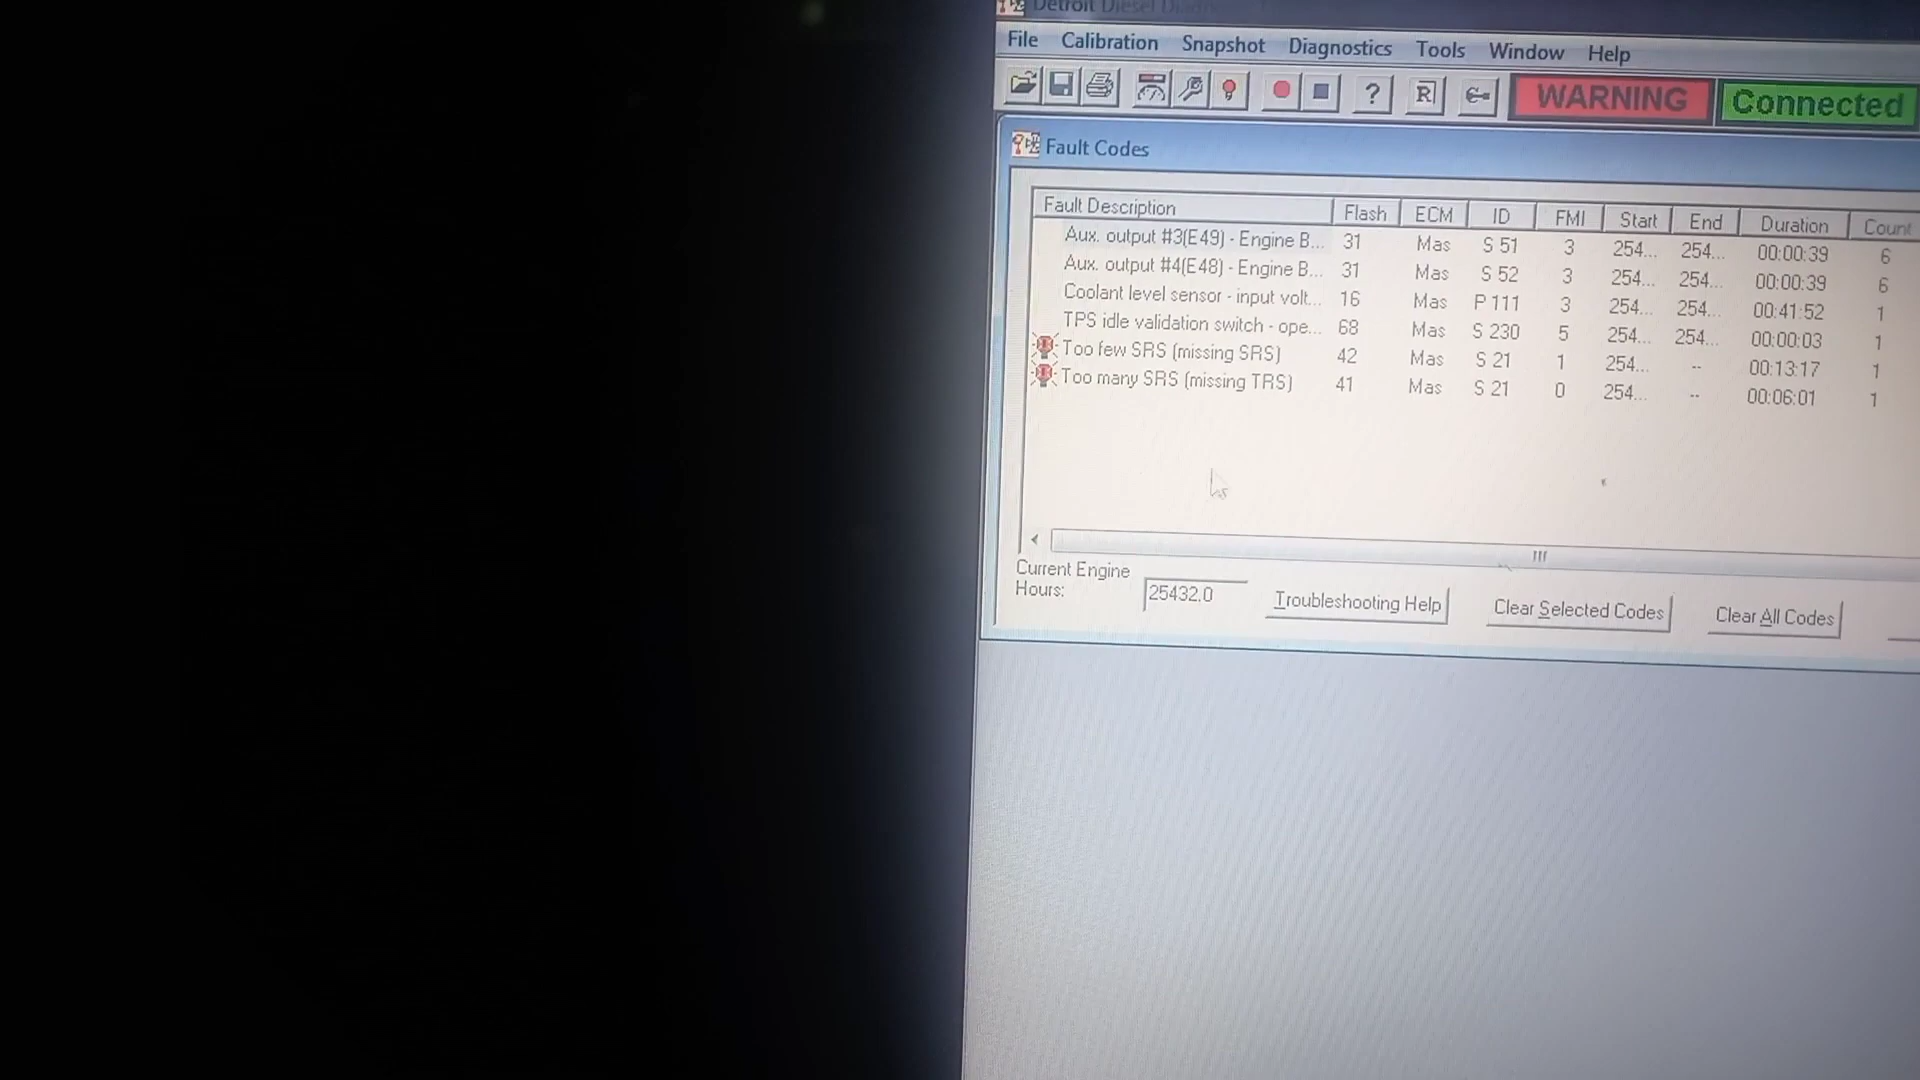 Detroit Diesel
File Calibration Snapshot Diagnostics Tools Window Help
? R WARNING Connected
Fault Codes
Fault Description Flash ECM ID FMI Start End Duration Count
Aux. output #3(E49) - Engine B... 31 Mas S 51 3 254... 254... 00:00:39 6
Aux. output #4(E48) - Engine B... 31 Mas S 52 3 254... 254... 00:00:39 6
Coolant level sensor - input volt... 16 Mas P 111 3 254... 254... 00:41:52 1
TPS idle validation switch - ope... 68 Mas S 230 5 254... 254... 00:00:03 1
Too few SRS (missing SRS) 42 Mas S 21 1 254... -- 00:13:17 1
Too many SRS (missing TRS) 41 Mas S 21 0 254... -- 00:06:01 1
Current Engine
Hours: 25432.0 Troubleshooting Help Clear Selected Codes Clear All Codes